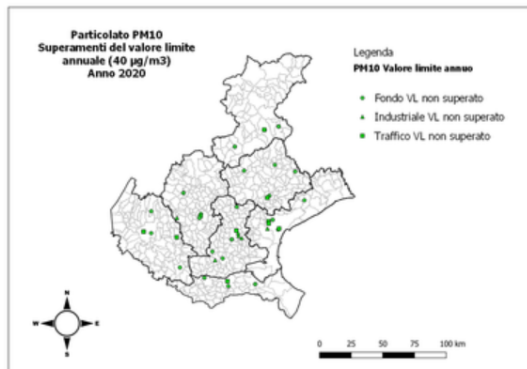 Particolato PM10
Superamenti del valore limite
annuale (40 µg/m3)
Anno 2020
Legenda
PM10 Valore limite annuo
Fondo VL non superato
Industriale VL non superato
Traffico VL non superato
N
W E
S
0 25 50 75 100 km